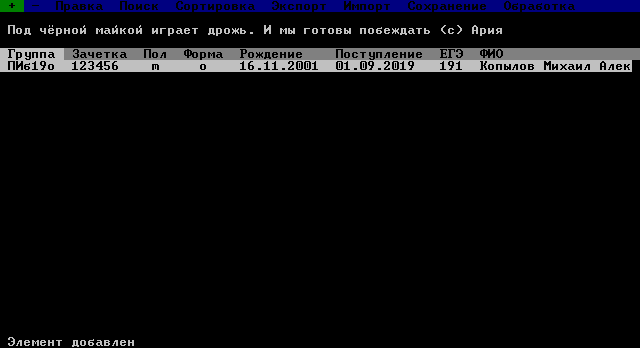 + Правка Поиск Сортировка Экспорт Импорт Сохранение Обработка
Под чёрной майкой играет дрожь. И мы готовы побеждать (c) Ария
Группа Зачетка Пол Форма Рождение Поступление ЕГЭ ФИО
ПИб19о 123456 m о 16.11.2001 01.09.2019 191 Копылов Михаил Алек
Элемент добавлен